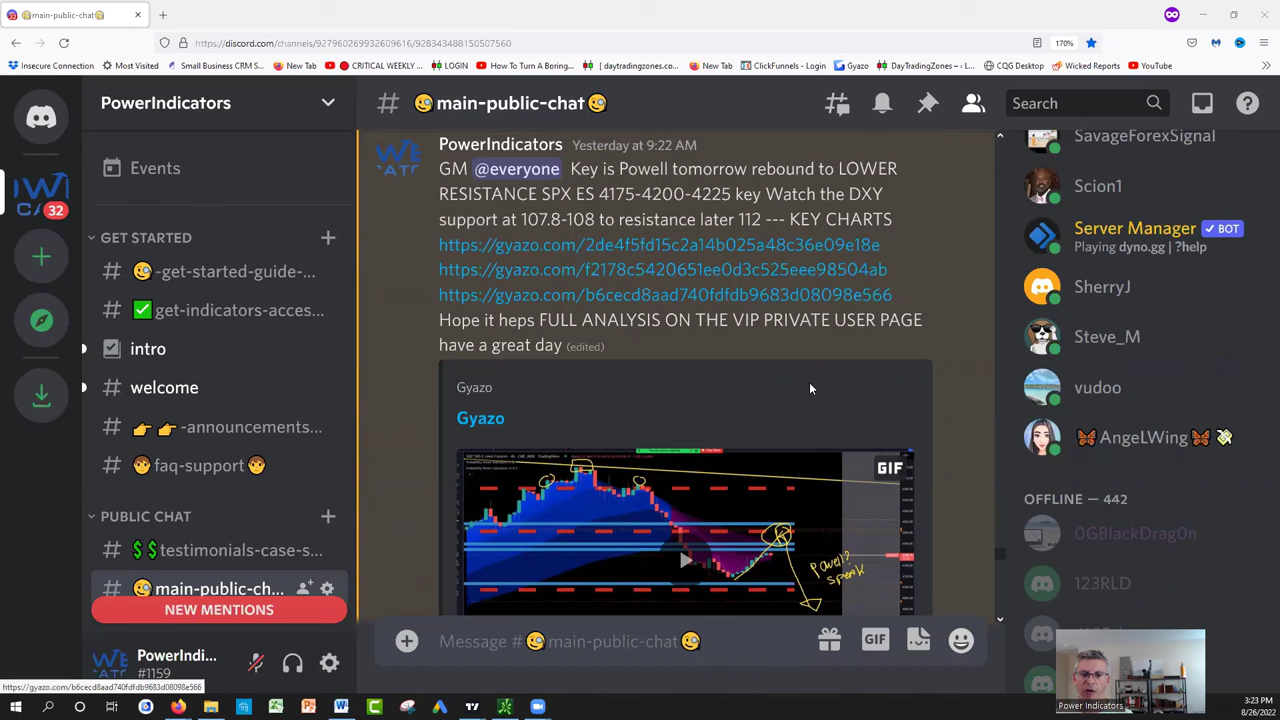 main-public-chat
https://discord.com/channels/927960269932609616/928343488150507560
170%
Insecure Connection
Most Visited
Small Business CRM S...
New Tab
CRITICAL WEEKLY ...
LOGIN
How To Turn A Boring...
[ daytradingzones.co...
New Tab
ClickFunnels - Login
Gyazo
DayTradingZones – ‹ L...
CQG Desktop
Wicked Reports
YouTube
PowerIndicators
# main-public-chat
Search
32
Events
GET STARTED
# -get-started-guide-...
# get-indicators-acces...
intro
# welcome
# -announcements...
# faq-support
PUBLIC CHAT
# $$testimonials-case-s...
# main-public-ch...
NEW MENTIONS
PowerIndi...
#1159
https://gyazo.com/b6cecd8aad740fdfdb9683d08098e566
PowerIndicators Yesterday at 9:22 AM
GM @everyone Key is Powell tomorrow rebound to LOWER
RESISTANCE SPX ES 4175-4200-4225 key Watch the DXY
support at 107.8-108 to resistance later 112 --- KEY CHARTS
https://gyazo.com/2de4f5fd15c2a14b025a48c36e09e18e
https://gyazo.com/f2178c5420651ee0d3c525eee98504ab
https://gyazo.com/b6cecd8aad740fdfdb9683d08098e566
Hope it heps FULL ANALYSIS ON THE VIP PRIVATE USER PAGE
have a great day (edited)
Gyazo
Gyazo
GIF
Powell?
speak
Message # main-public-chat
GIF
SavageForexSignal
Scion1
Server Manager BOT
Playing dyno.gg | ?help
SherryJ
Steve_M
vudoo
AngeLWing
OFFLINE — 442
0GBlackDrag0n
123RLD
Power Indicators
3:23 PM
8/26/2022